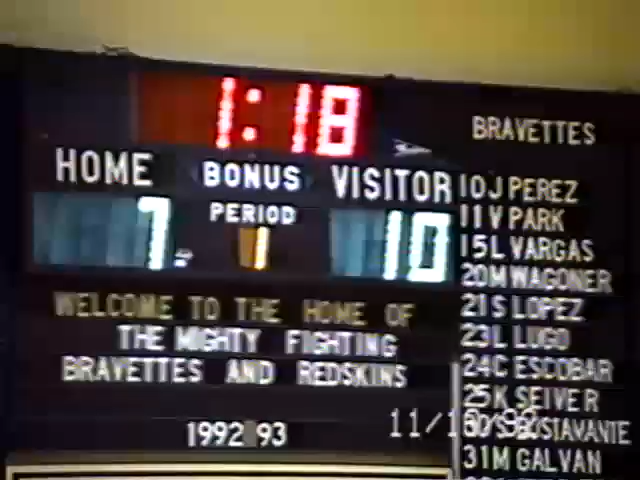 1:18
HOME BONUS VISITOR
PERIOD
7 1 10
WELCOME TO THE HOME OF
THE MIGHTY FIGHTING
BRAVETTES AND REDSKINS
1992 93
BRAVETTES
10 J PEREZ
11 V PARK
15 L VARGAS
20 M WAGONER
21 S LOPEZ
23 L LUGO
24 C ESCOBAR
25 K SEIVER
31 M GALVAN